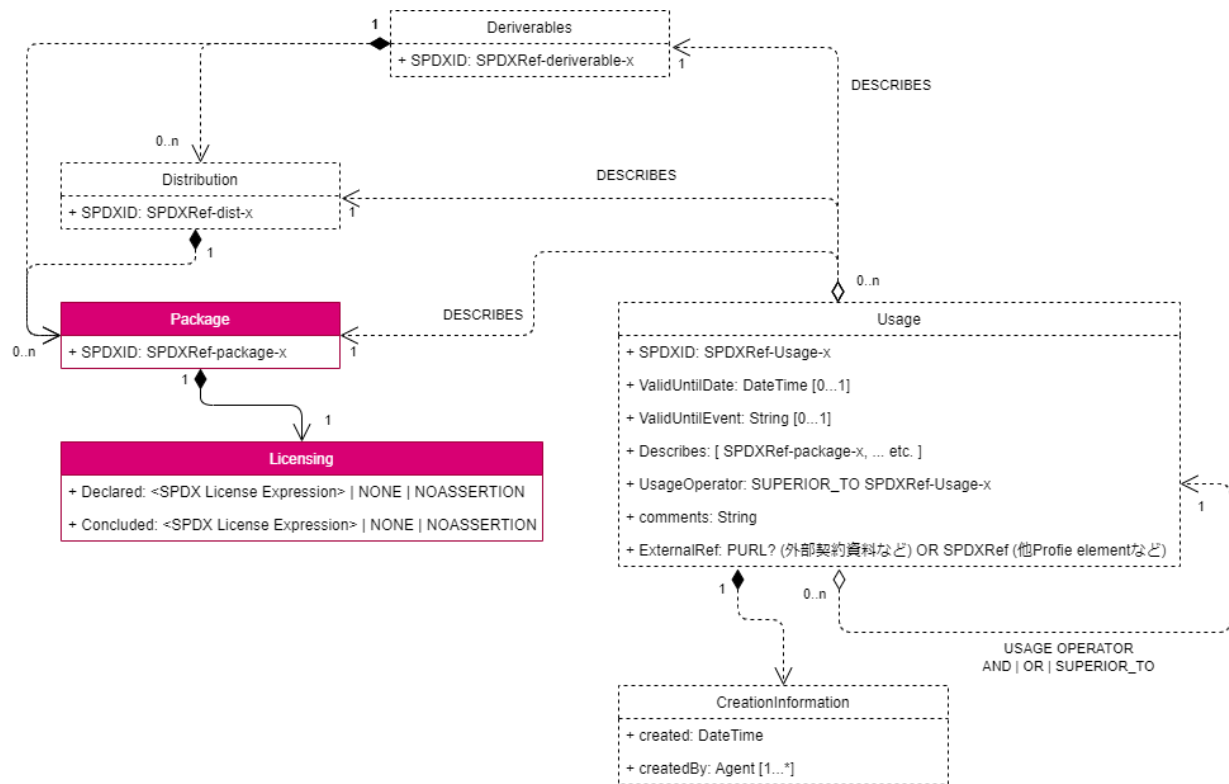 Deriverables
1
+ SPDXID: SPDXRef-deriverable-x
1
DESCRIBES
0..n
Distribution
DESCRIBES
+ SPDXID: SPDXRef-dist-x
1
1
0..n
Package
DESCRIBES
Usage
+ SPDXID: SPDXRef-package-x
0..n
1
+ SPDXID: SPDXRef-Usage-x
1
+ ValidUntilDate: DateTime [0...1]
1
+ ValidUntilEvent: String [0...1]
Licensing
+ Describes: [ SPDXRef-package-x, ... etc. ]
+ Declared: <SPDX License Expression> | NONE | NOASSERTION
+ UsageOperator: SUPERIOR_TO SPDXRef-Usage-x
1
+ Concluded: <SPDX License Expression> | NONE | NOASSERTION
+ comments: String
+ ExternalRef: PURL? (外部契約資料など) OR SPDXRef (他Profie elementなど)
1
0..n
USAGE OPERATOR
AND | OR | SUPERIOR_TO
CreationInformation
+ created: DateTime
+ createdBy: Agent [1...*]